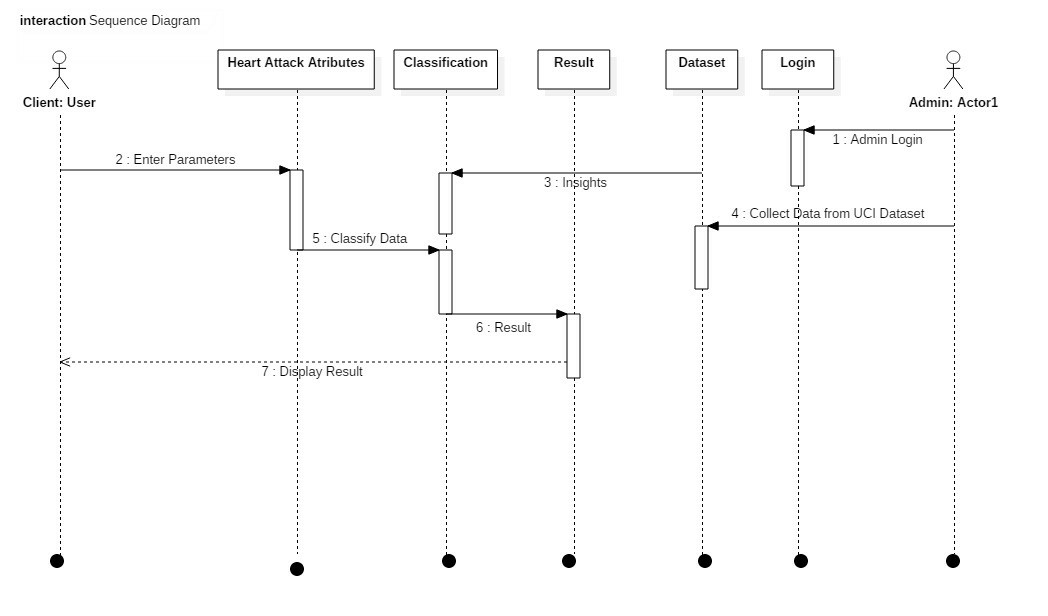 interaction Sequence Diagram
Heart Attack Atributes
Classification
Result
Dataset
Login
Client: User
Admin: Actor1
1 : Admin Login
2 : Enter Parameters
3 : Insights
4 : Collect Data from UCI Dataset
5 : Classify Data
6 : Result
7 : Display Result